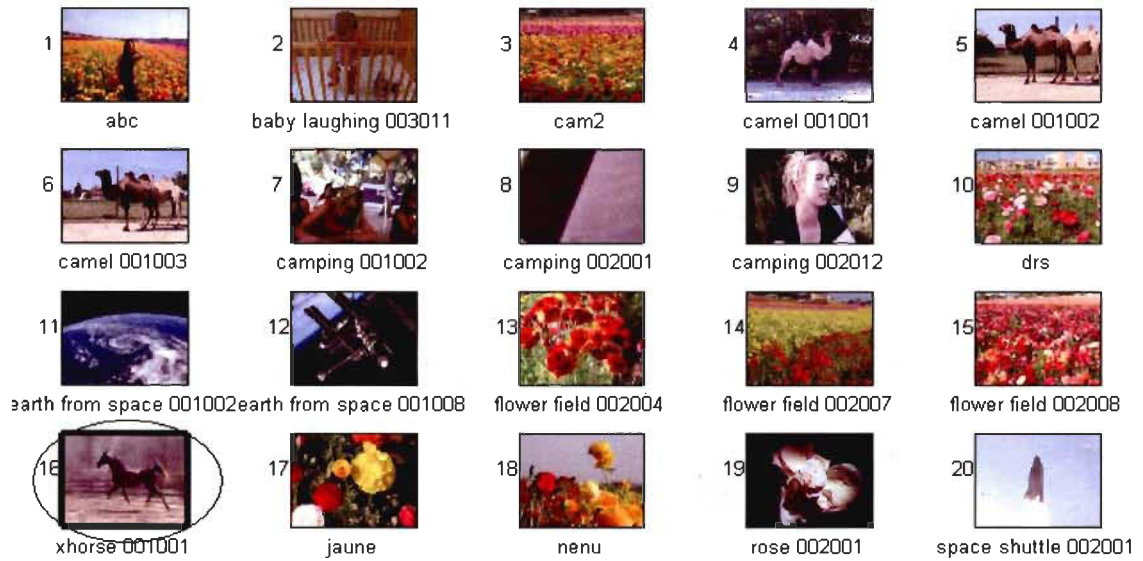 1 2 3 4 5
abc baby laughing 003011 cam2 camel 001001 camel 001002
6 7 8 9 10
camel 001003 camping 001002 camping 002001 camping 002012 drs
11 12 13 14 15
earth from space 001002 earth from space 001008 flower field 002004 flower field 002007 flower field 002008
16 17 18 19 20
xhorse 001001 jaune nenu rose 002001 space shuttle 002001